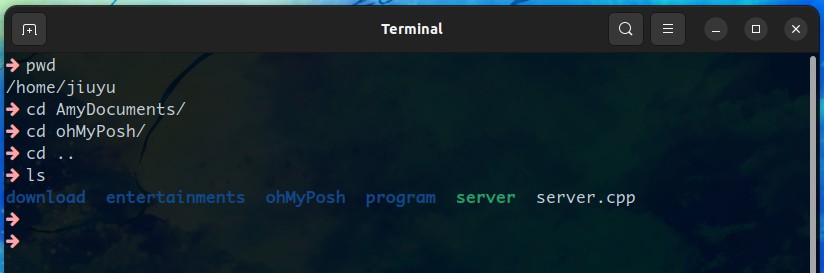 Terminal
➜ pwd
/home/jiuyu
➜ cd AmyDocuments/
➜ cd ohMyPosh/
➜ cd ..
➜ ls
download  entertainments  ohMyPosh  program  server  server.cpp
➜
➜